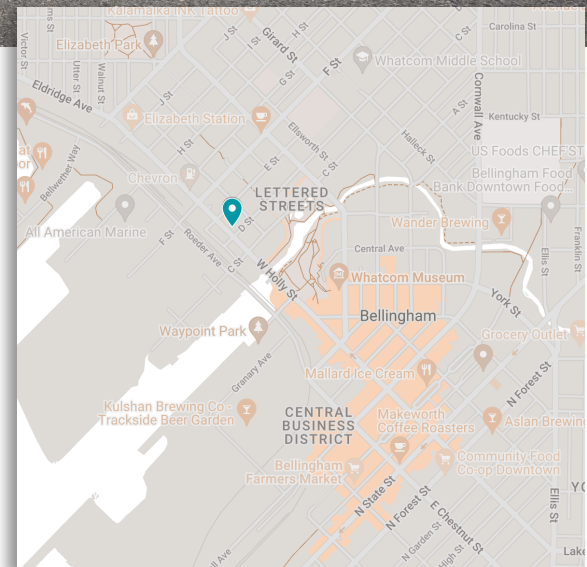 Kalamalka INK Tattoo
Carolina St
J St
I St
Girard St
H St
Elizabeth Park
Victor St
Utter St
Walnut St
F St
Whatcom Middle School
G St
Cornwall Ave
Eldridge Ave
J St
A St
Kentucky St
Elizabeth Station
Ellsworth St
Halleck St
H St
E St
C St
US Foods CHEF'ST
Bellwether Way
Chevron
Bellingham Food
Bank Downtown Food
LETTERED
STREETS
D St
Wander Brewing
All American Marine
F St
Roeder Ave
C St
Central Ave
Ellis St
Franklin St
W Holly St
Whatcom Museum
York St
Bellingham
Waypoint Park
Grocery Outlet
Granary Ave
Mallard Ice Cream
N Forest St
Kulshan Brewing Co -
Trackside Beer Garden
CENTRAL
BUSINESS
DISTRICT
Makeworth
Coffee Roasters
Aslan Brewing
Bellingham
Farmers Market
Community Food
Co-op Downtown
N State St
N Forest St
E Chestnut St
Ellis St
YO
N Garden St
High St
Lake